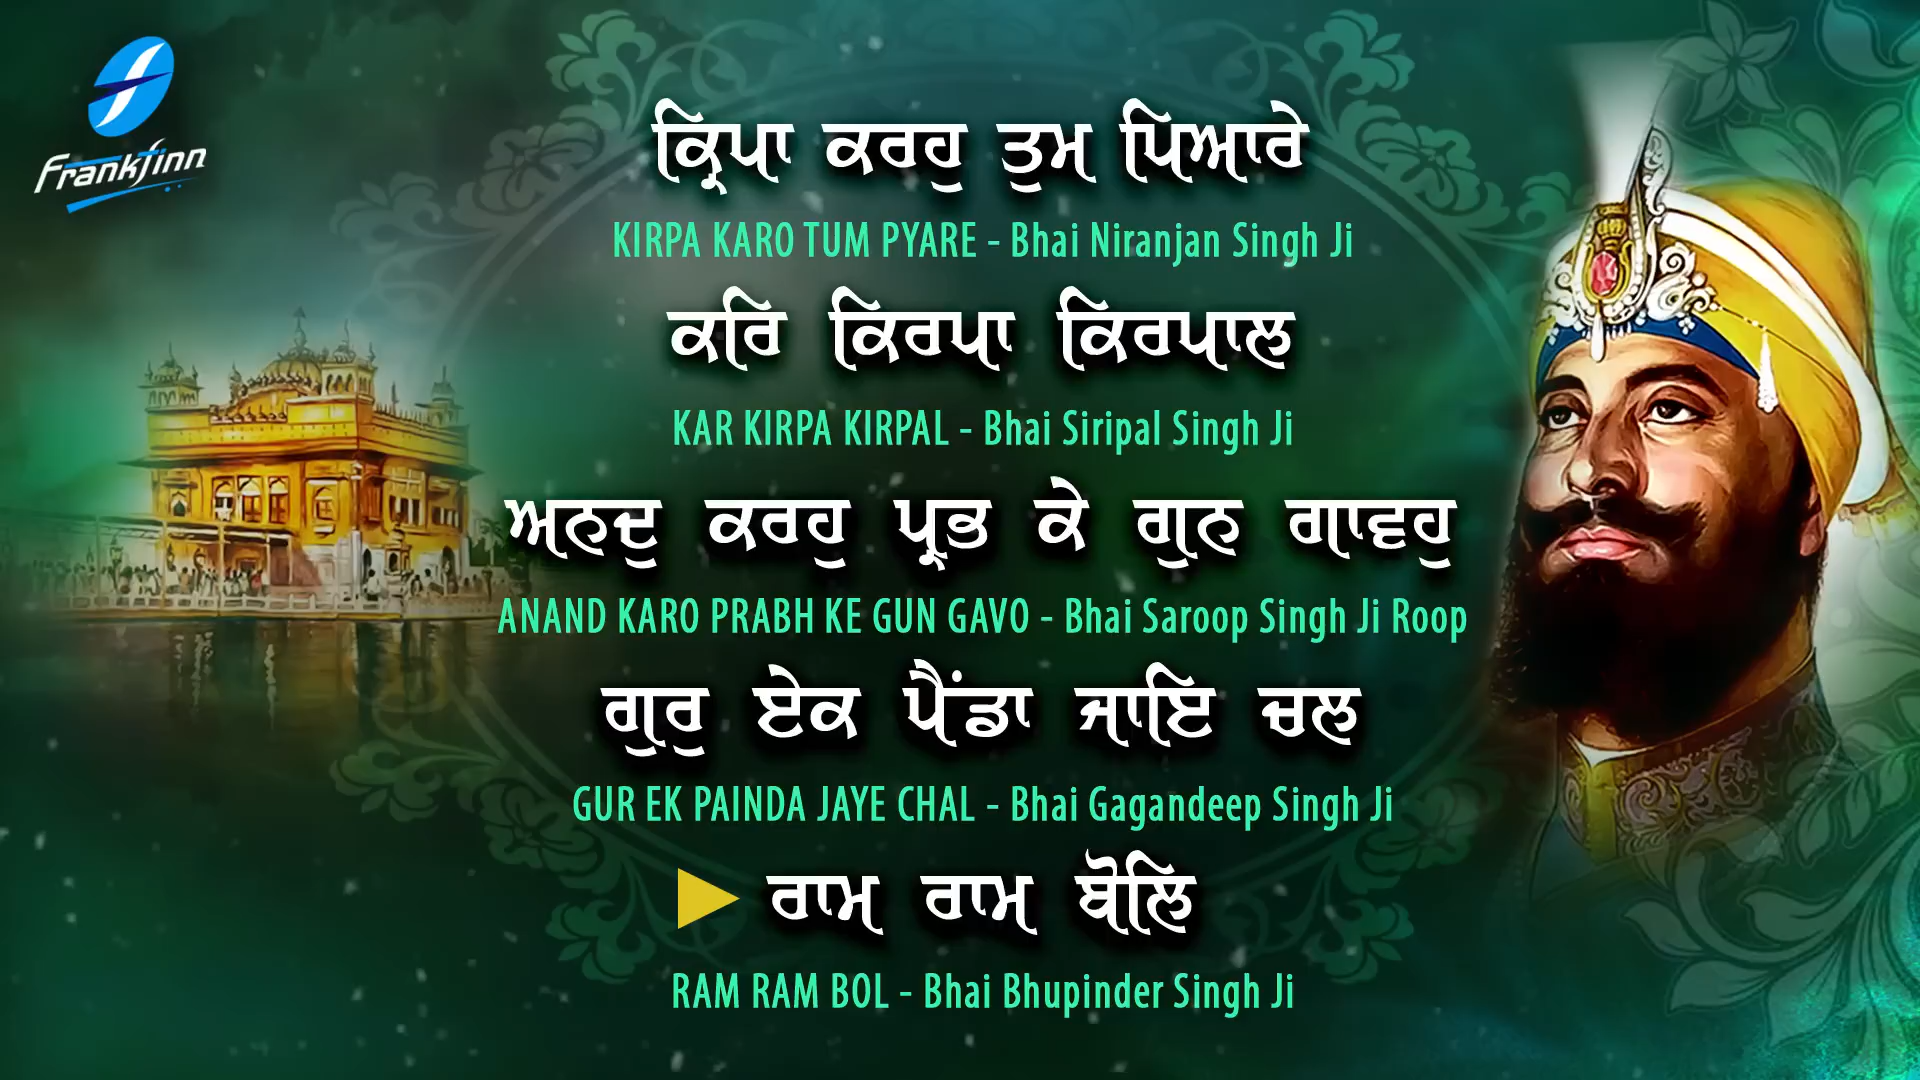 Frankfinn
ਕ੍ਰਿਪਾ ਕਰਹੁ ਤੁਮ ਪਿਆਰੇ
KIRPA KARO TUM PYARE - Bhai Niranjan Singh Ji
ਕਰਿ ਕਿਰਪਾ ਕਿਰਪਾਲ
KAR KIRPA KIRPAL - Bhai Siripal Singh Ji
ਅਨਦੁ ਕਰਹੁ ਪ੍ਰਭ ਕੇ ਗੁਨ ਗਾਵਹੁ
ANAND KARO PRABH KE GUN GAVO - Bhai Saroop Singh Ji Roop
ਗੁਰੁ ਏਕ ਪੈਂਡਾ ਜਾਇ ਚਲ
GUR EK PAINDA JAYE CHAL - Bhai Gagandeep Singh Ji
ਰਾਮ ਰਾਮ ਬੋਲਿ
RAM RAM BOL - Bhai Bhupinder Singh Ji